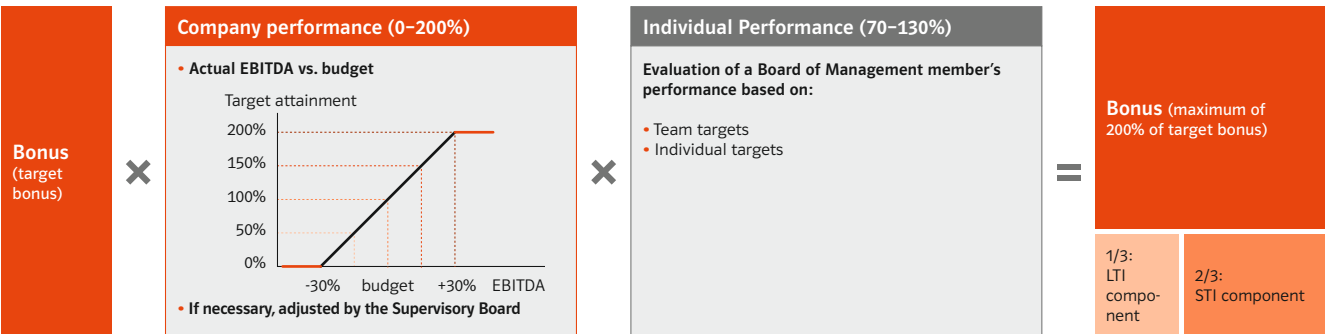 Bonus
(target
bonus)
×
Company performance (0–200%)
• Actual EBITDA vs. budget
Target attainment
200%
150%
100%
50%
0%
-30%
budget
+30%
EBITDA
• If necessary, adjusted by the Supervisory Board
×
Individual Performance (70–130%)
Evaluation of a Board of Management member’s
performance based on:
• Team targets
• Individual targets
=
Bonus (maximum of
200% of target bonus)
1/3:
LTI
compo-
nent
2/3:
STI component